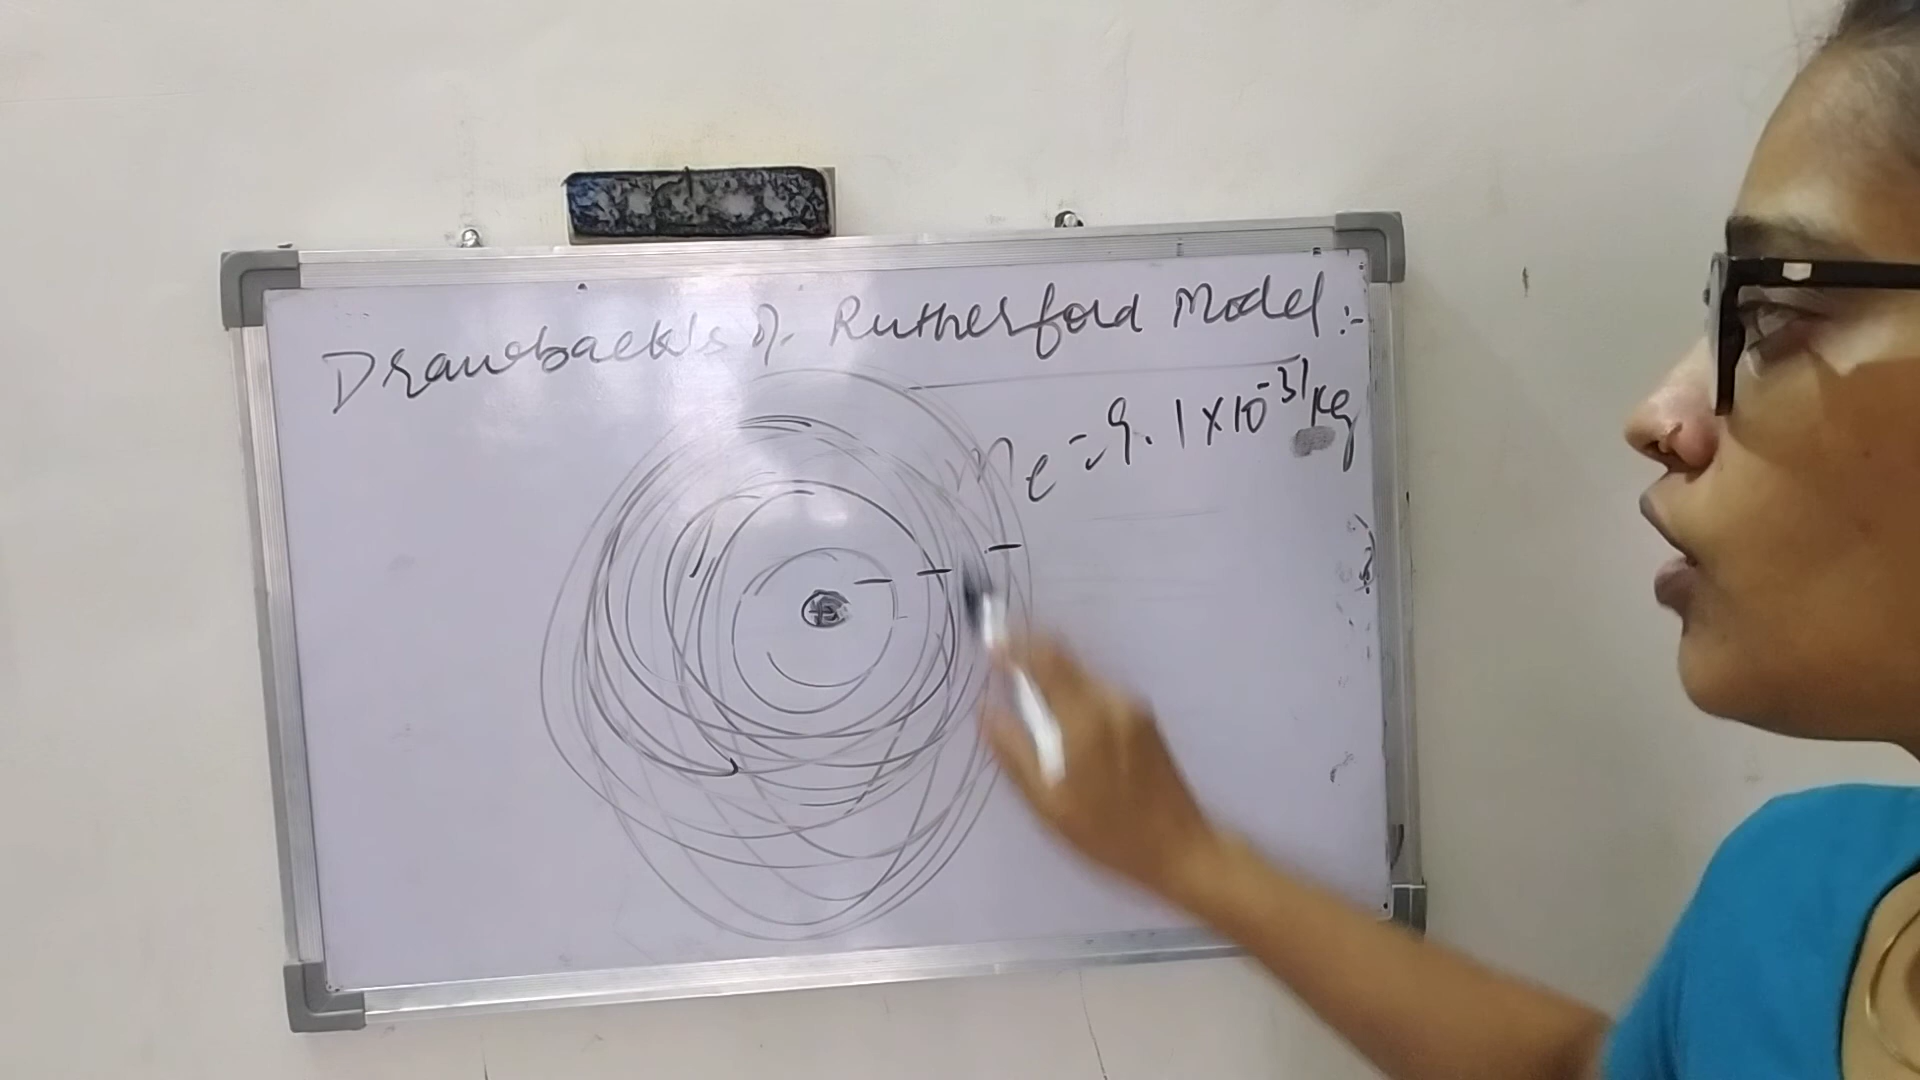 Drawbacks of Rutherford Model :-
me = 9.1 x 10-31 kg
+